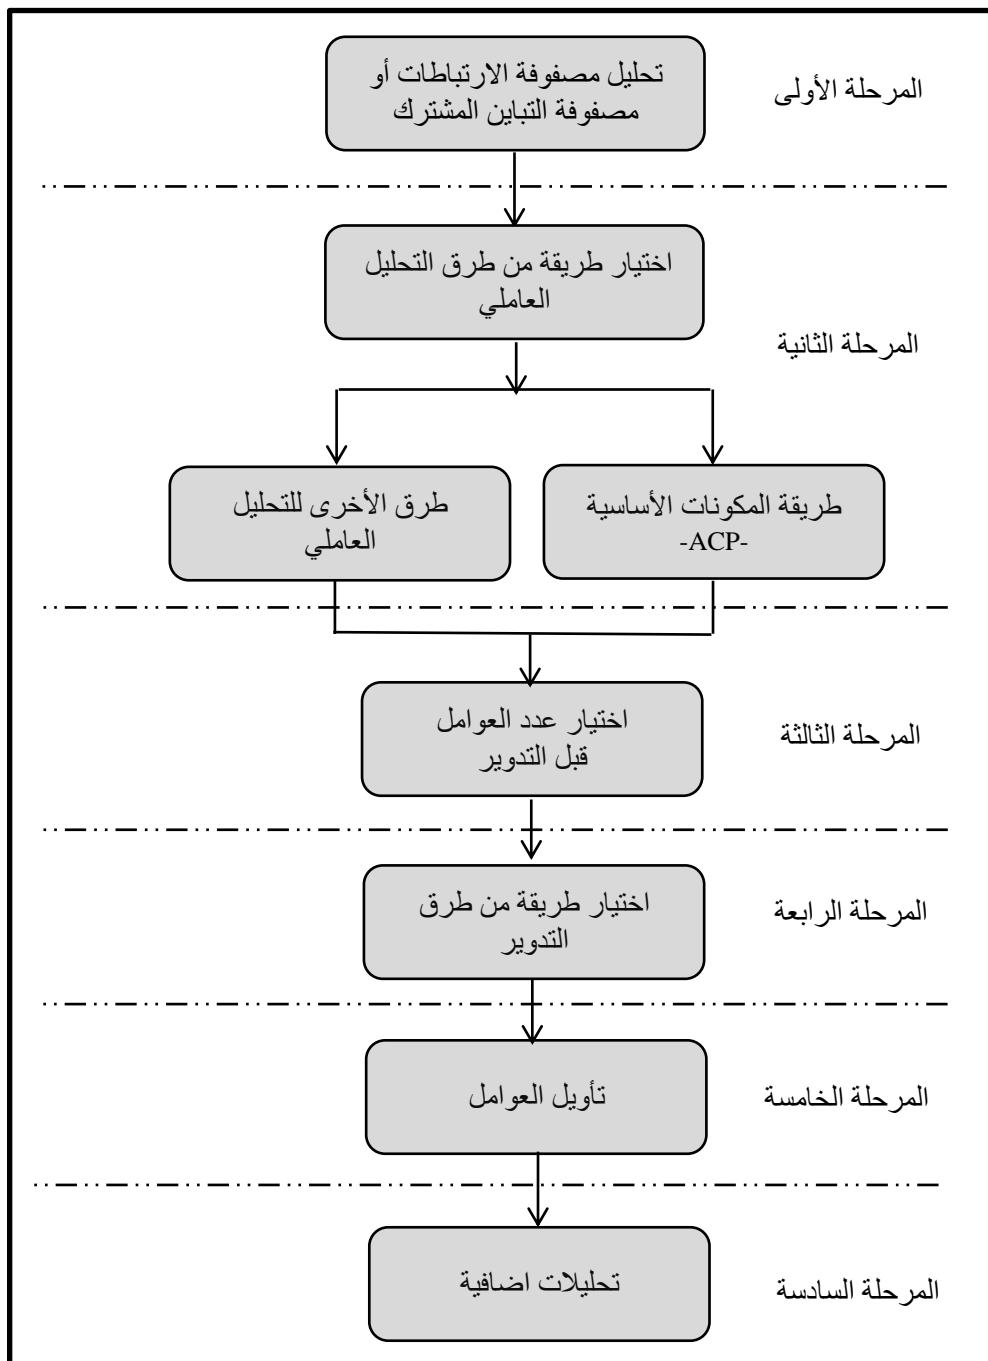 المرحلة الأولى
تحليل مصفوفة الارتباطات أو
مصفوفة التباين المشترك
اختيار طريقة من طرق التحليل
العاملي
المرحلة الثانية
طريقة المكونات الأساسية
-ACP-
طرق الأخرى للتحليل
العاملي
المرحلة الثالثة
اختيار عدد العوامل
قبل التدوير
المرحلة الرابعة
اختيار طريقة من طرق
التدوير
المرحلة الخامسة
تأويل العوامل
المرحلة السادسة
تحليلات اضافية